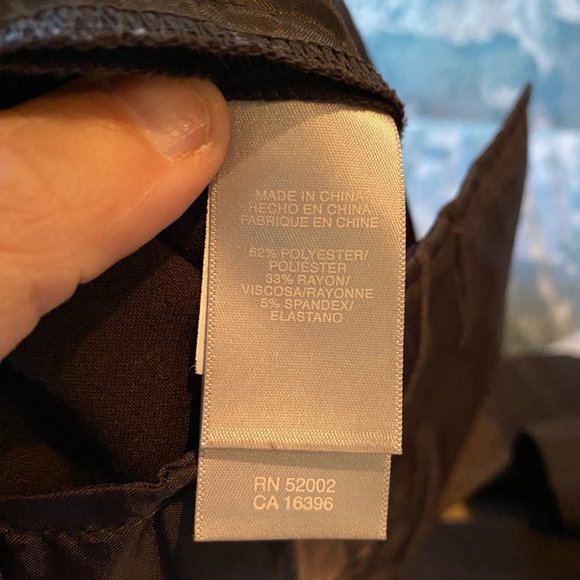 MADE IN CHINA
HECHO EN CHINA
FABRIQUE EN CHINE
62% POLYESTER/
POLIÉSTER
33% RAYON/
VISCOSA/RAYONNE
5% SPANDEX/
ELASTANO
RN 52002
CA 16396